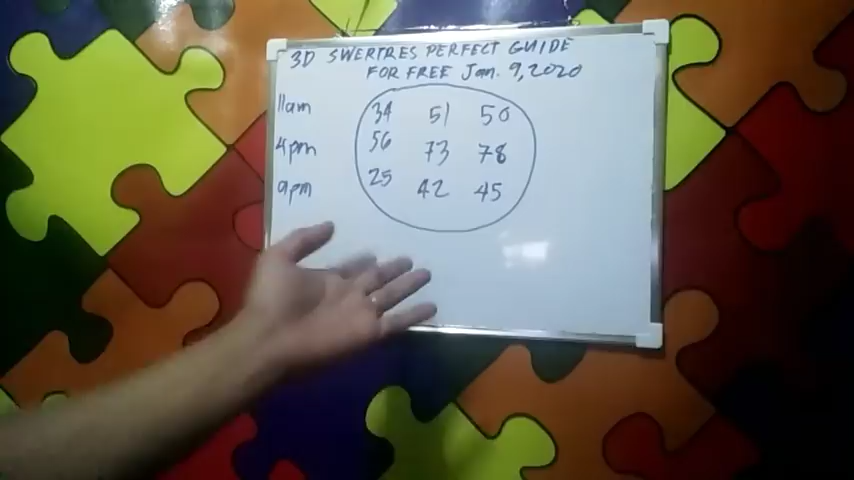 3D SWERTRES PERFECT GUIDE
FOR FREE Jan. 9, 2020
11am 34 51 50
4pm 56 73 78
9pm 25 42 45